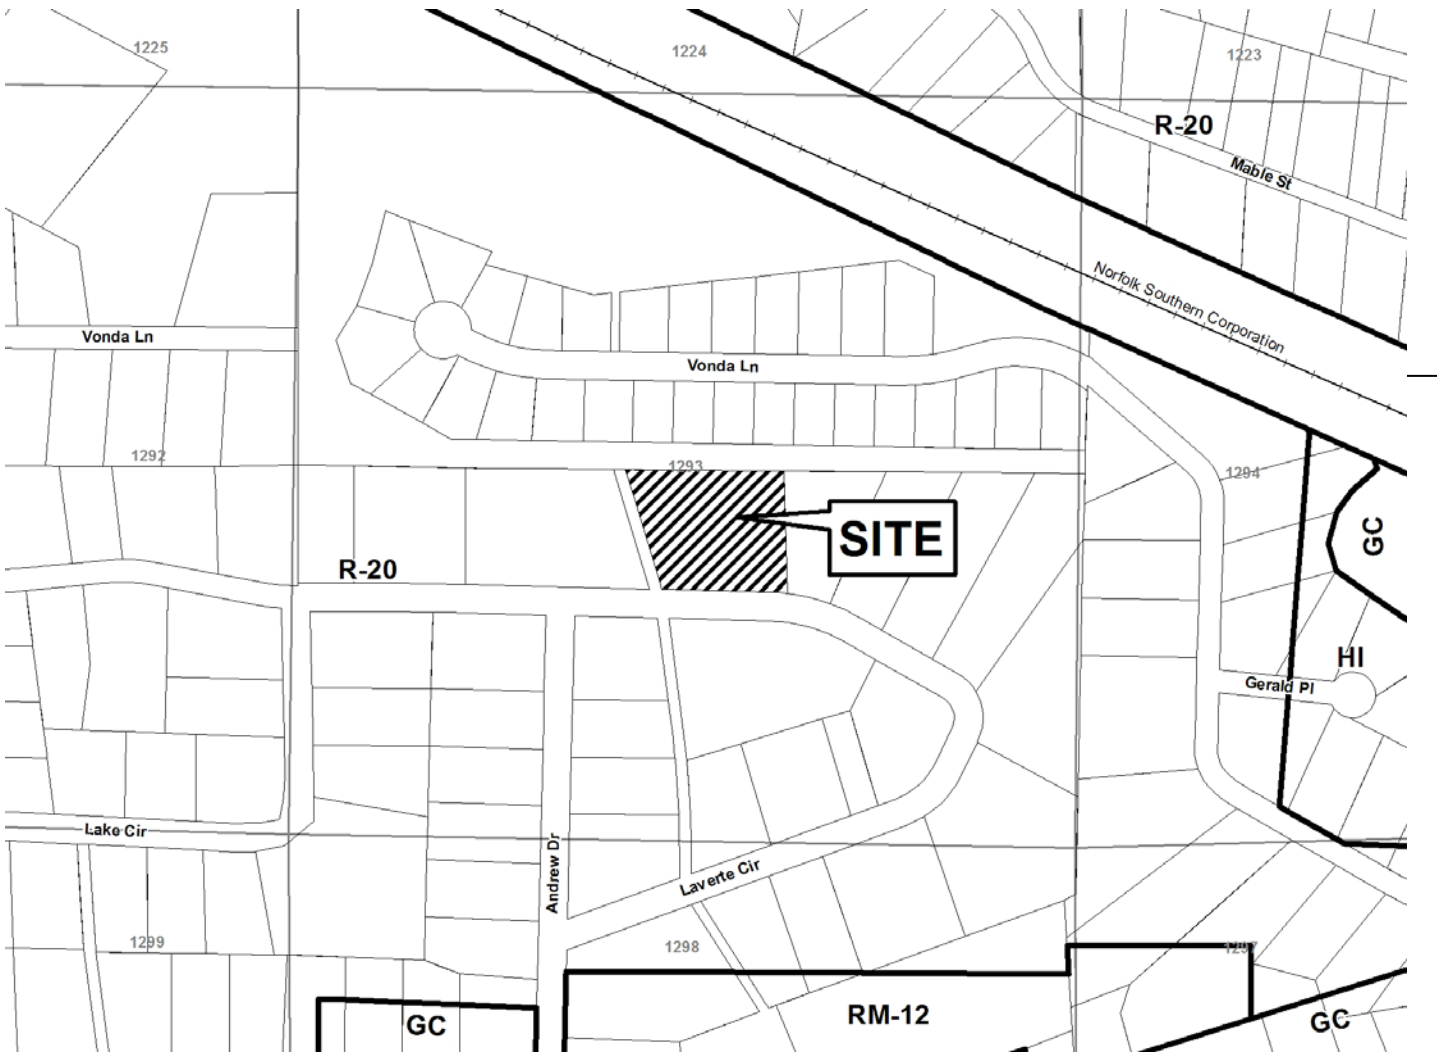 1225
1224
1223
R-20
Mable St
Norfolk Southern Corporation
Vonda Ln
Vonda Ln
1292
1293
1294
SITE
GC
R-20
HI
Gerald Pl
Lake Cir
Andrew Dr
Laverte Cir
1299
1298
1297
RM-12
GC
GC